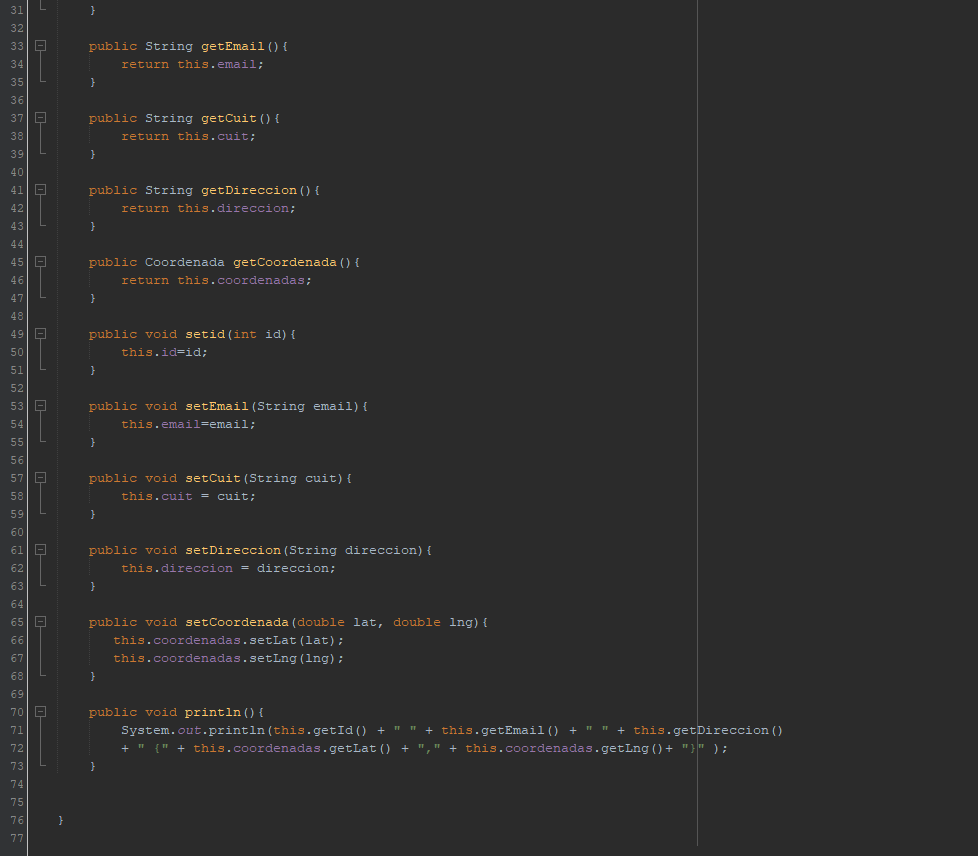 31 }
32
33 public String getEmail(){
34 return this.email;
35 }
36
37 public String getCuit(){
38 return this.cuit;
39 }
40
41 public String getDireccion(){
42 return this.direccion;
43 }
44
45 public Coordenada getCoordenada(){
46 return this.coordenadas;
47 }
48
49 public void setid(int id){
50 this.id=id;
51 }
52
53 public void setEmail(String email){
54 this.email=email;
55 }
56
57 public void setCuit(String cuit){
58 this.cuit = cuit;
59 }
60
61 public void setDireccion(String direccion){
62 this.direccion = direccion;
63 }
64
65 public void setCoordenada(double lat, double lng){
66 this.coordenadas.setLat(lat);
67 this.coordenadas.setLng(lng);
68 }
69
70 public void println(){
71 System.out.println(this.getId() + " " + this.getEmail() + " " + this.getDireccion()
72 + " {" + this.coordenadas.getLat() + "," + this.coordenadas.getLng()+ "}" );
73 }
74
75
76 }
77